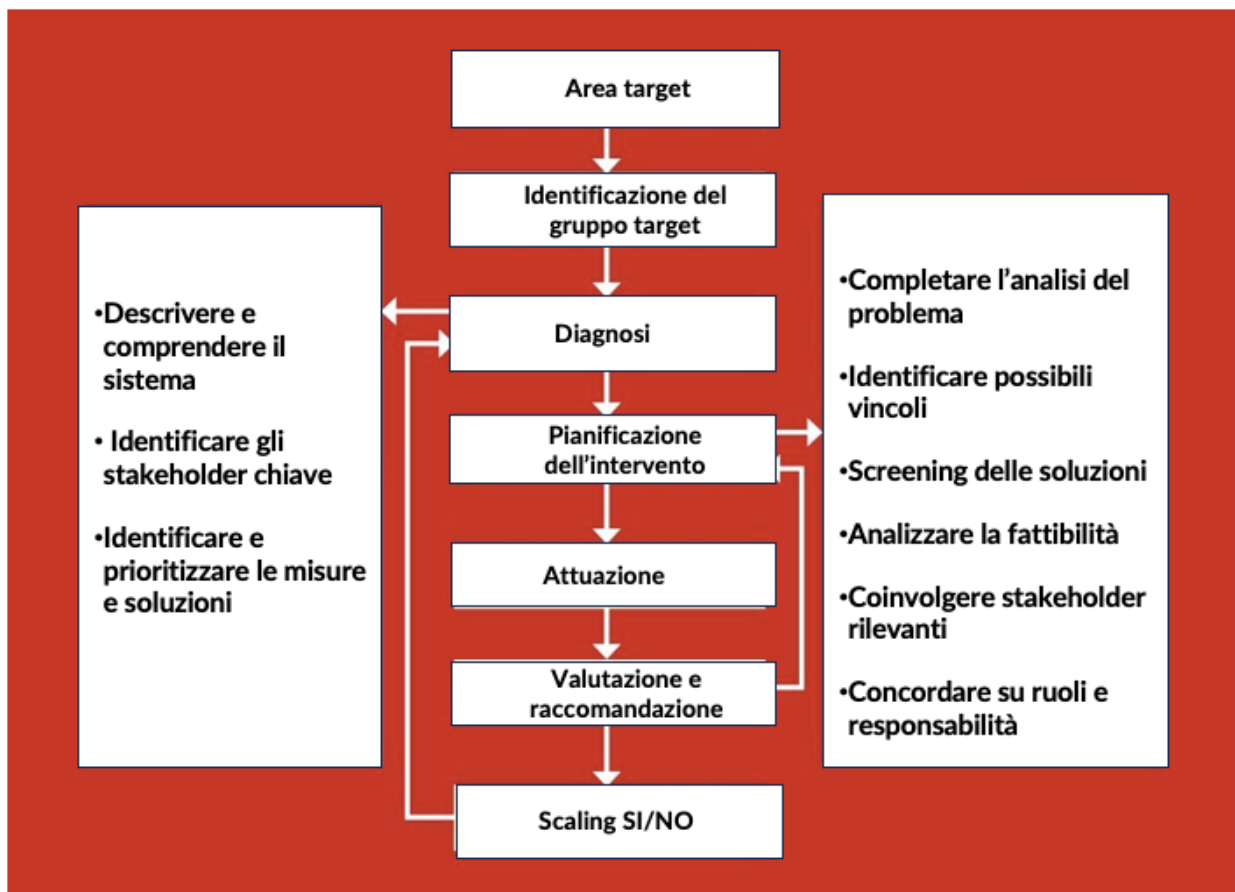 Area target
Identificazione del
gruppo target
Diagnosi
Pianificazione
dell'intervento
Attuazione
Valutazione e
raccomandazione
Scaling SI/NO
•Descrivere e
comprendere il
sistema
• Identificare gli
stakeholder chiave
•Identificare e
prioritizzare le misure
e soluzioni
•Completare l'analisi del
problema
•Identificare possibili
vincoli
•Screening delle soluzioni
•Analizzare la fattibilità
•Coinvolgere stakeholder
rilevanti
•Concordare su ruoli e
responsabilità